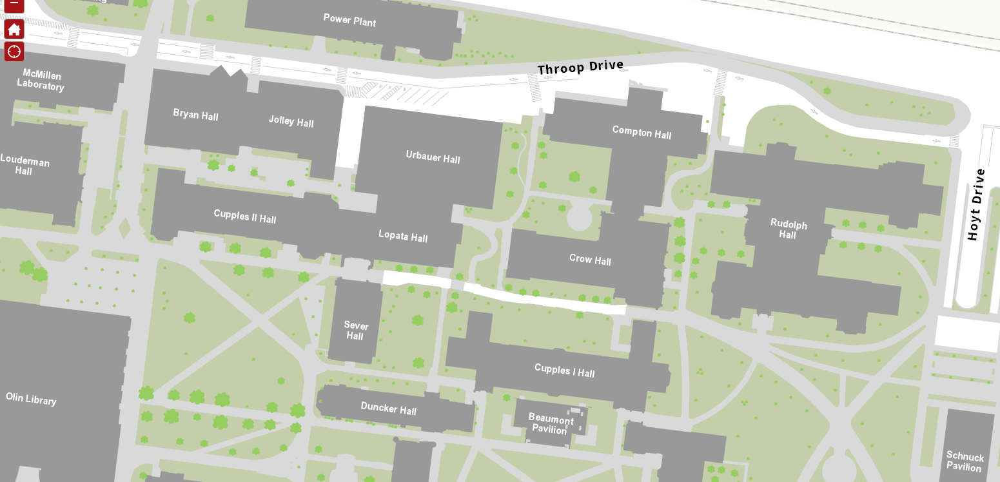 Power Plant
Throop Drive
McMillen
Laboratory
Bryan Hall
Jolley Hall
Compton Hall
Urbauer Hall
Louderman
Hall
Hoyt Drive
Cupples II Hall
Lopata Hall
Rudolph
Hall
Crow Hall
Sever
Hall
Cupples I Hall
Olin Library
Duncker Hall
Beaumont
Pavilion
Schnuck
Pavilion